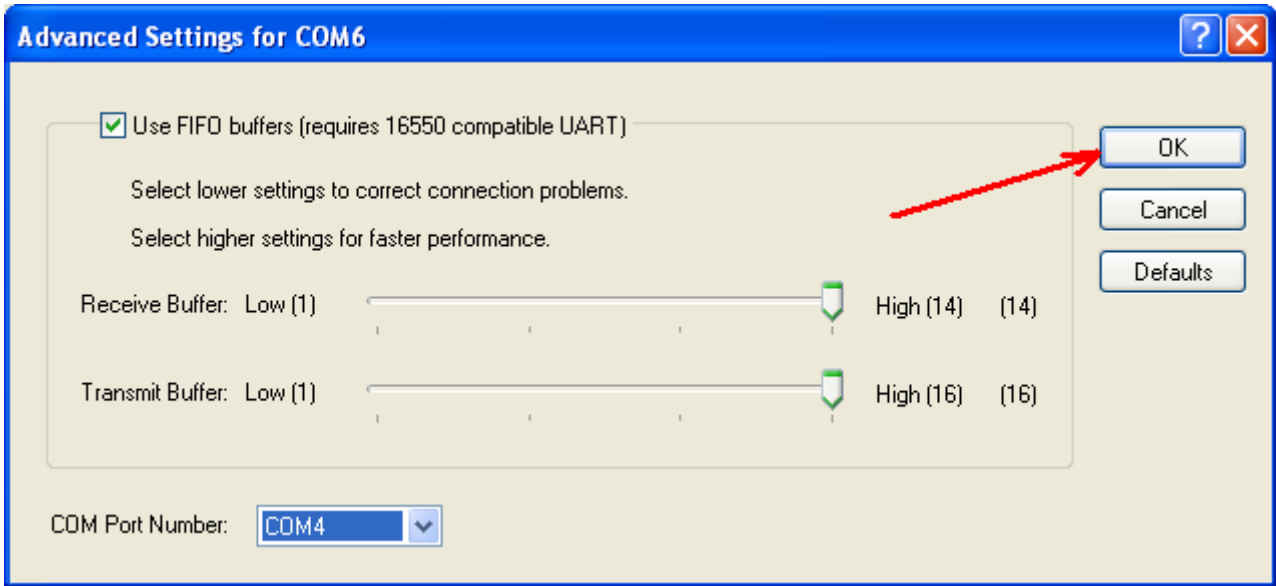 Advanced Settings for COM6
Use FIFO buffers (requires 16550 compatible UART)
Select lower settings to correct connection problems.
Select higher settings for faster performance.
Receive Buffer: Low (1) High (14) (14)
Transmit Buffer: Low (1) High (16) (16)
COM Port Number: COM4
OK
Cancel
Defaults